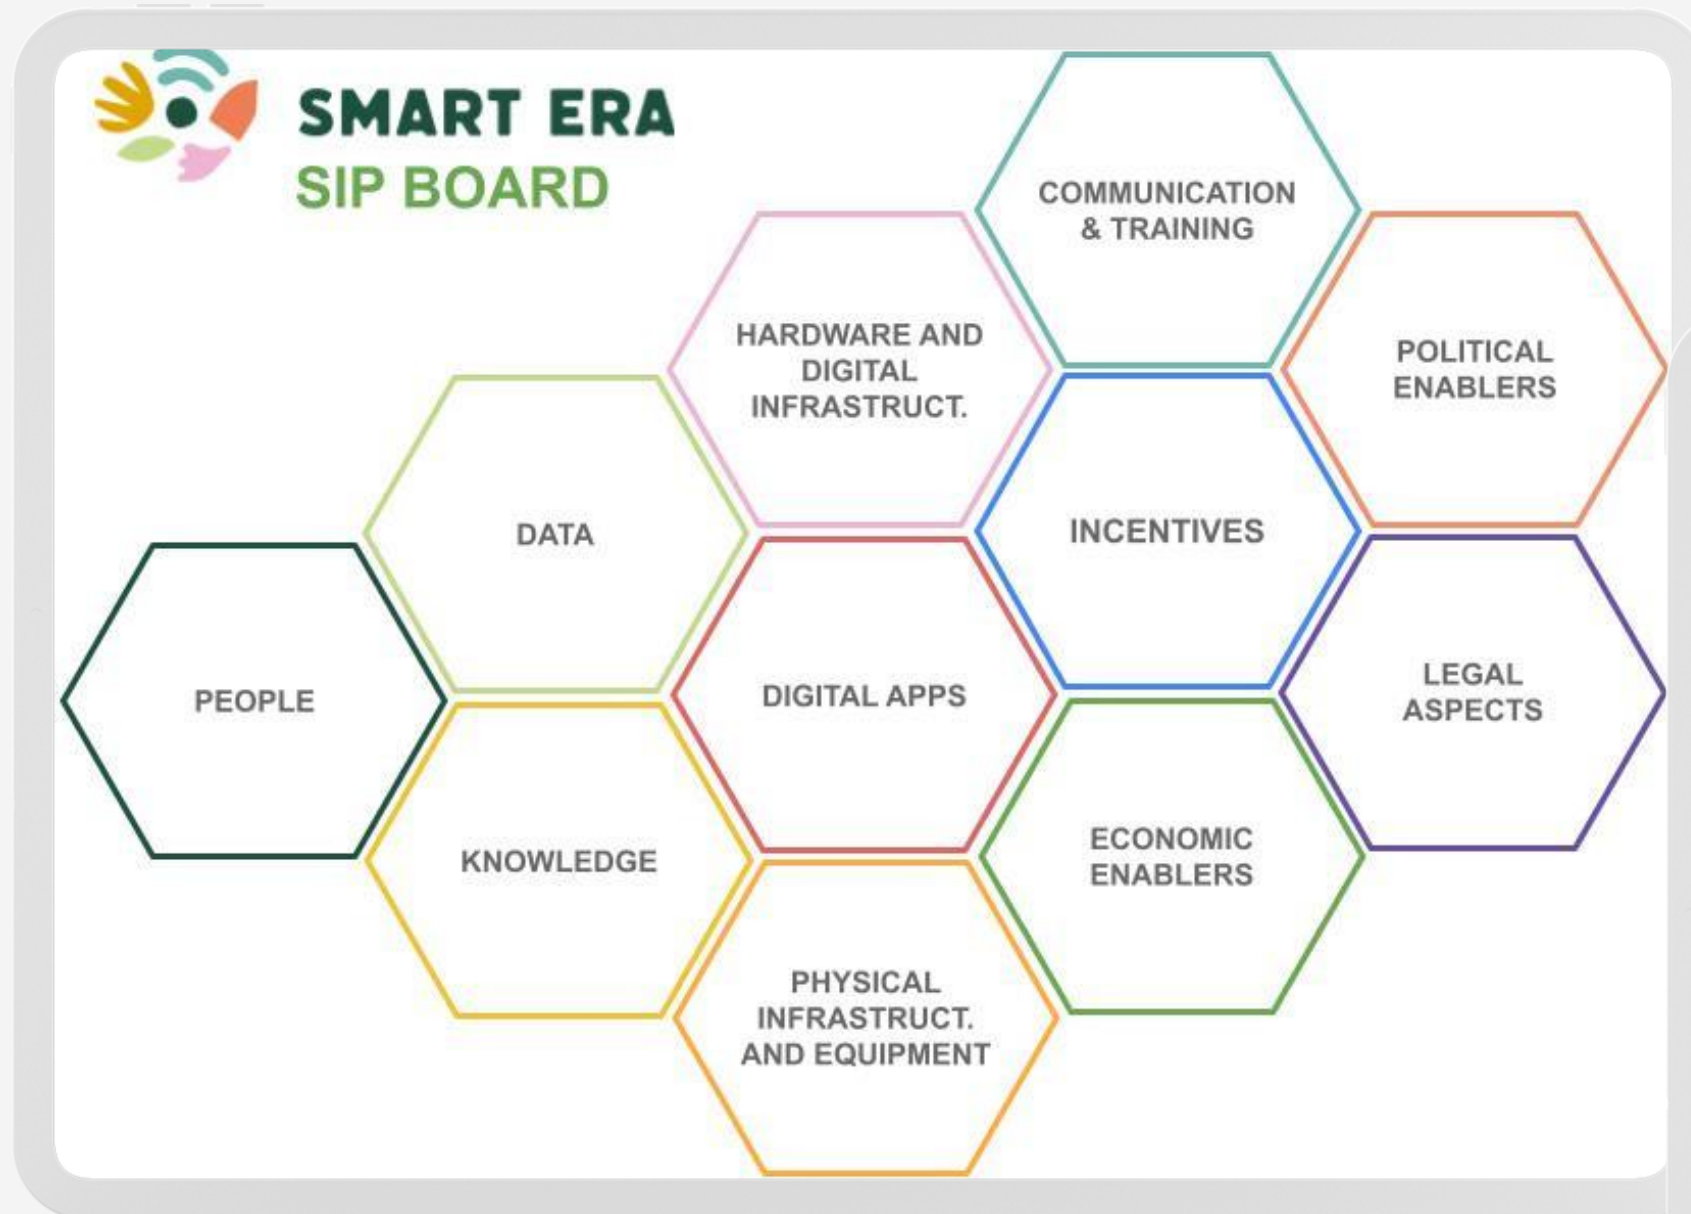 SMART ERA
SIP BOARD
COMMUNICATION
& TRAINING
HARDWARE AND
DIGITAL
INFRASTRUCT.
POLITICAL
ENABLERS
DATA
INCENTIVES
PEOPLE
DIGITAL APPS
LEGAL
ASPECTS
KNOWLEDGE
ECONOMIC
ENABLERS
PHYSICAL
INFRASTRUCT.
AND EQUIPMENT